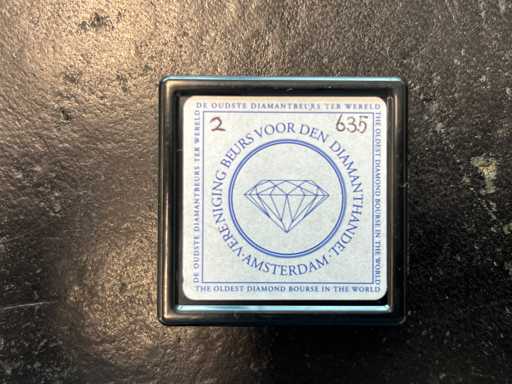 DE OUDSTE DIAMANTBEURS TER WERELD
THE OLDEST DIAMOND BOURSE IN THE WORLD
THE OLDEST DIAMOND BOURSE IN THE WORLD
DE OUDSTE DIAMANTBEURS TER WERELD
2 635
VERENIGING BEURS VOOR DEN DIAMANTHANDEL · AMSTERDAM ·